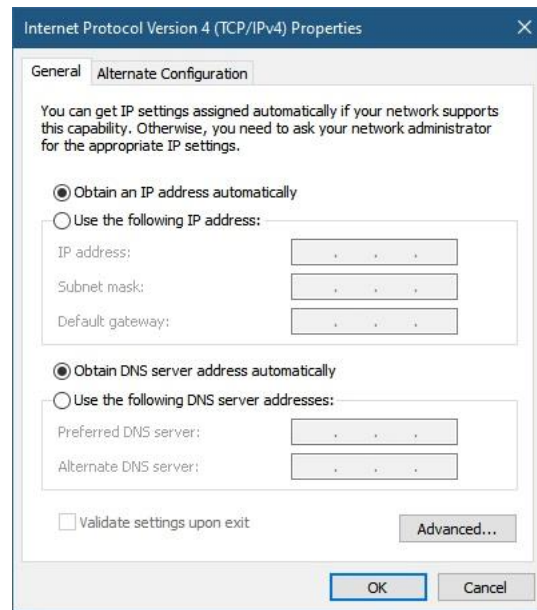 Internet Protocol Version 4 (TCP/IPv4) Properties
General Alternate Configuration
You can get IP settings assigned automatically if your network supports
this capability. Otherwise, you need to ask your network administrator
for the appropriate IP settings.
Obtain an IP address automatically
Use the following IP address:
IP address: . . .
Subnet mask: . . .
Default gateway: . . .
Obtain DNS server address automatically
Use the following DNS server addresses:
Preferred DNS server: . . .
Alternate DNS server: . . .
Validate settings upon exit
Advanced...
OK Cancel